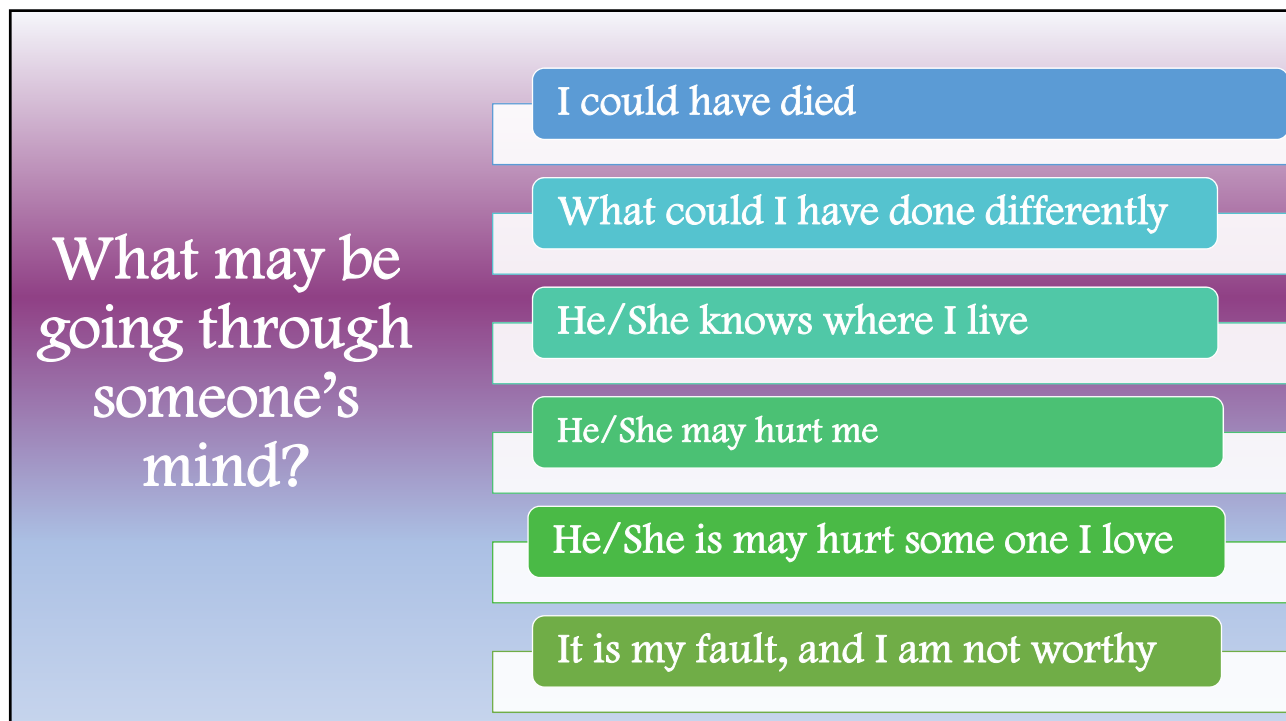 What may be
going through
someone’s
mind?
I could have died
What could I have done differently
He/She knows where I live
He/She may hurt me
He/She is may hurt some one I love
It is my fault, and I am not worthy